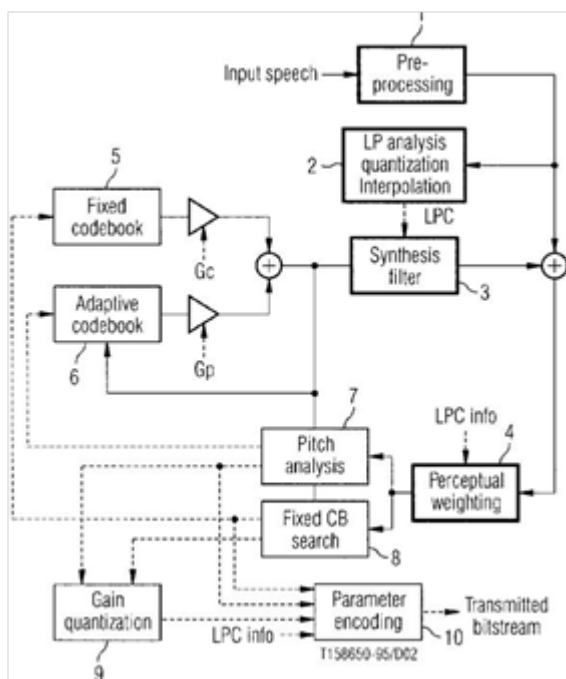 1
Input speech
Pre-
processing
2
LP analysis
quantization
Interpolation
LPC
5
Fixed
codebook
Gc
Synthesis
filter
3
Adaptive
codebook
6
Gp
7
Pitch
analysis
LPC info
4
Perceptual
weighting
Fixed CB
search
8
Gain
quantization
9
LPC info
Parameter
encoding
10
Transmitted
bitstream
T158650-95/D02